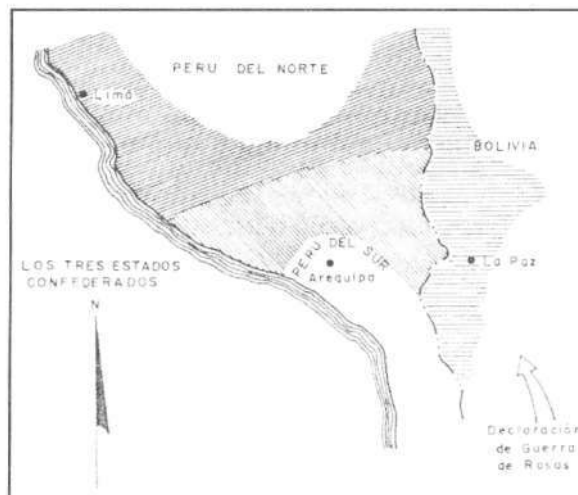 PERU DEL NORTE
Lima
BOLIVIA
PERU DEL SUR
Arequipa
La Paz
LOS TRES ESTADOS
CONFEDERADOS
N
Declaración
de Guerra
de Rosas